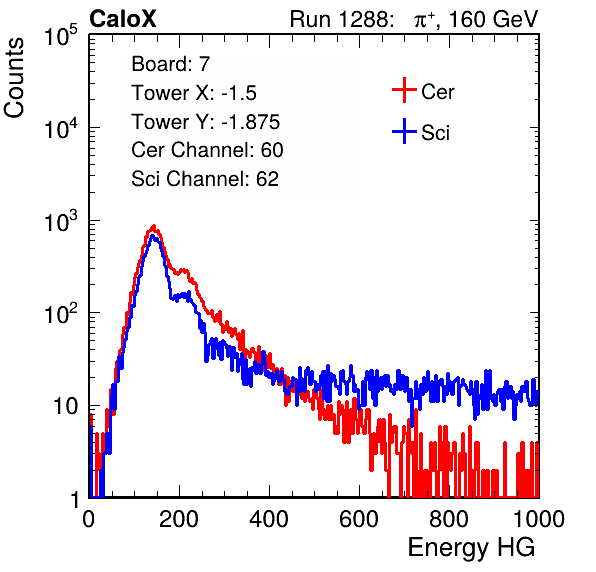 CaloX Run 1288: π⁺, 160 GeV
Counts
Board: 7
Tower X: -1.5
Tower Y: -1.875
Cer Channel: 60
Sci Channel: 62
Cer
Sci
10⁵
10⁴
10³
10²
10
1
0 200 400 600 800 1000
Energy HG